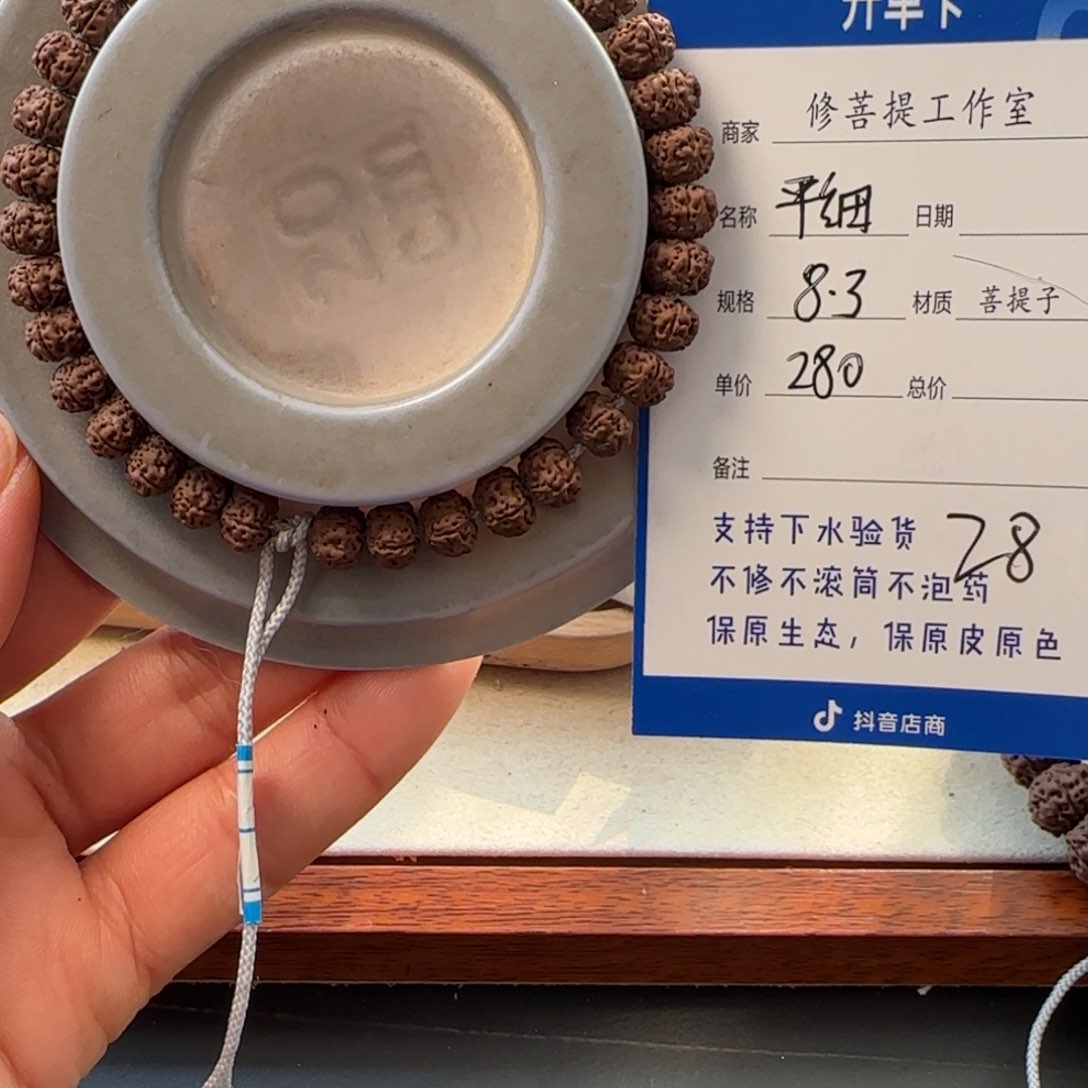 开单卡
商家 修菩提工作室
名称 平细 日期
规格 8.3 材质 菩提子
单价 280 总价
备注
支持下水验货 28
不修不滚筒不泡药
保原生态，保原皮原色
抖音店商